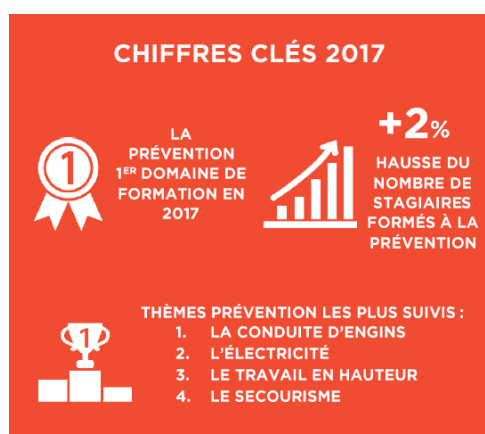 CHIFFRES CLÉS 2017
1
LA
PRÉVENTION
1ER DOMAINE DE
FORMATION EN
2017
+2%
HAUSSE DU
NOMBRE DE
STAGIAIRES
FORMÉS À LA
PRÉVENTION
1
THÈMES PRÉVENTION LES PLUS SUIVIS :
1. LA CONDUITE D'ENGINS
2. L'ÉLECTRICITÉ
3. LE TRAVAIL EN HAUTEUR
4. LE SECOURISME